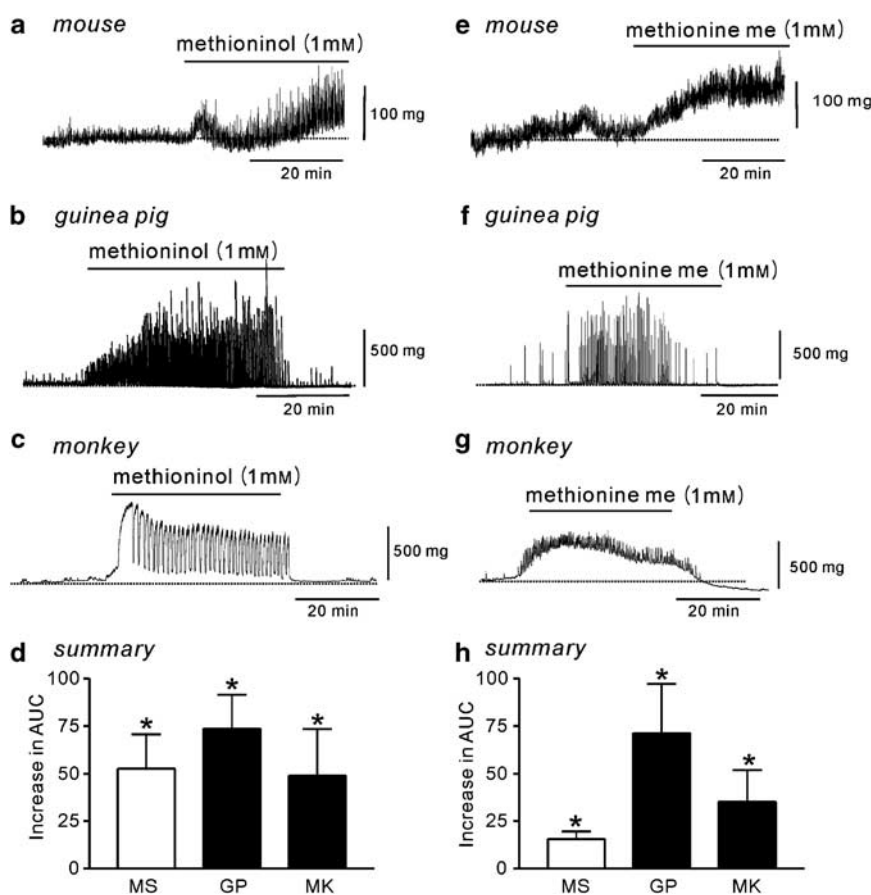 a mouse
methioninol (1mM)
100 mg
20 min
b guinea pig
methioninol (1mM)
500 mg
20 min
c monkey
methioninol (1mM)
500 mg
20 min
d summary
Increase in AUC
100
75
50
25
0
*
*
*
MS GP MK
e mouse
methionine me (1mM)
100 mg
20 min
f guinea pig
methionine me (1mM)
500 mg
20 min
g monkey
methionine me (1mM)
500 mg
20 min
h summary
Increase in AUC
100
75
50
25
0
*
*
*
MS GP MK